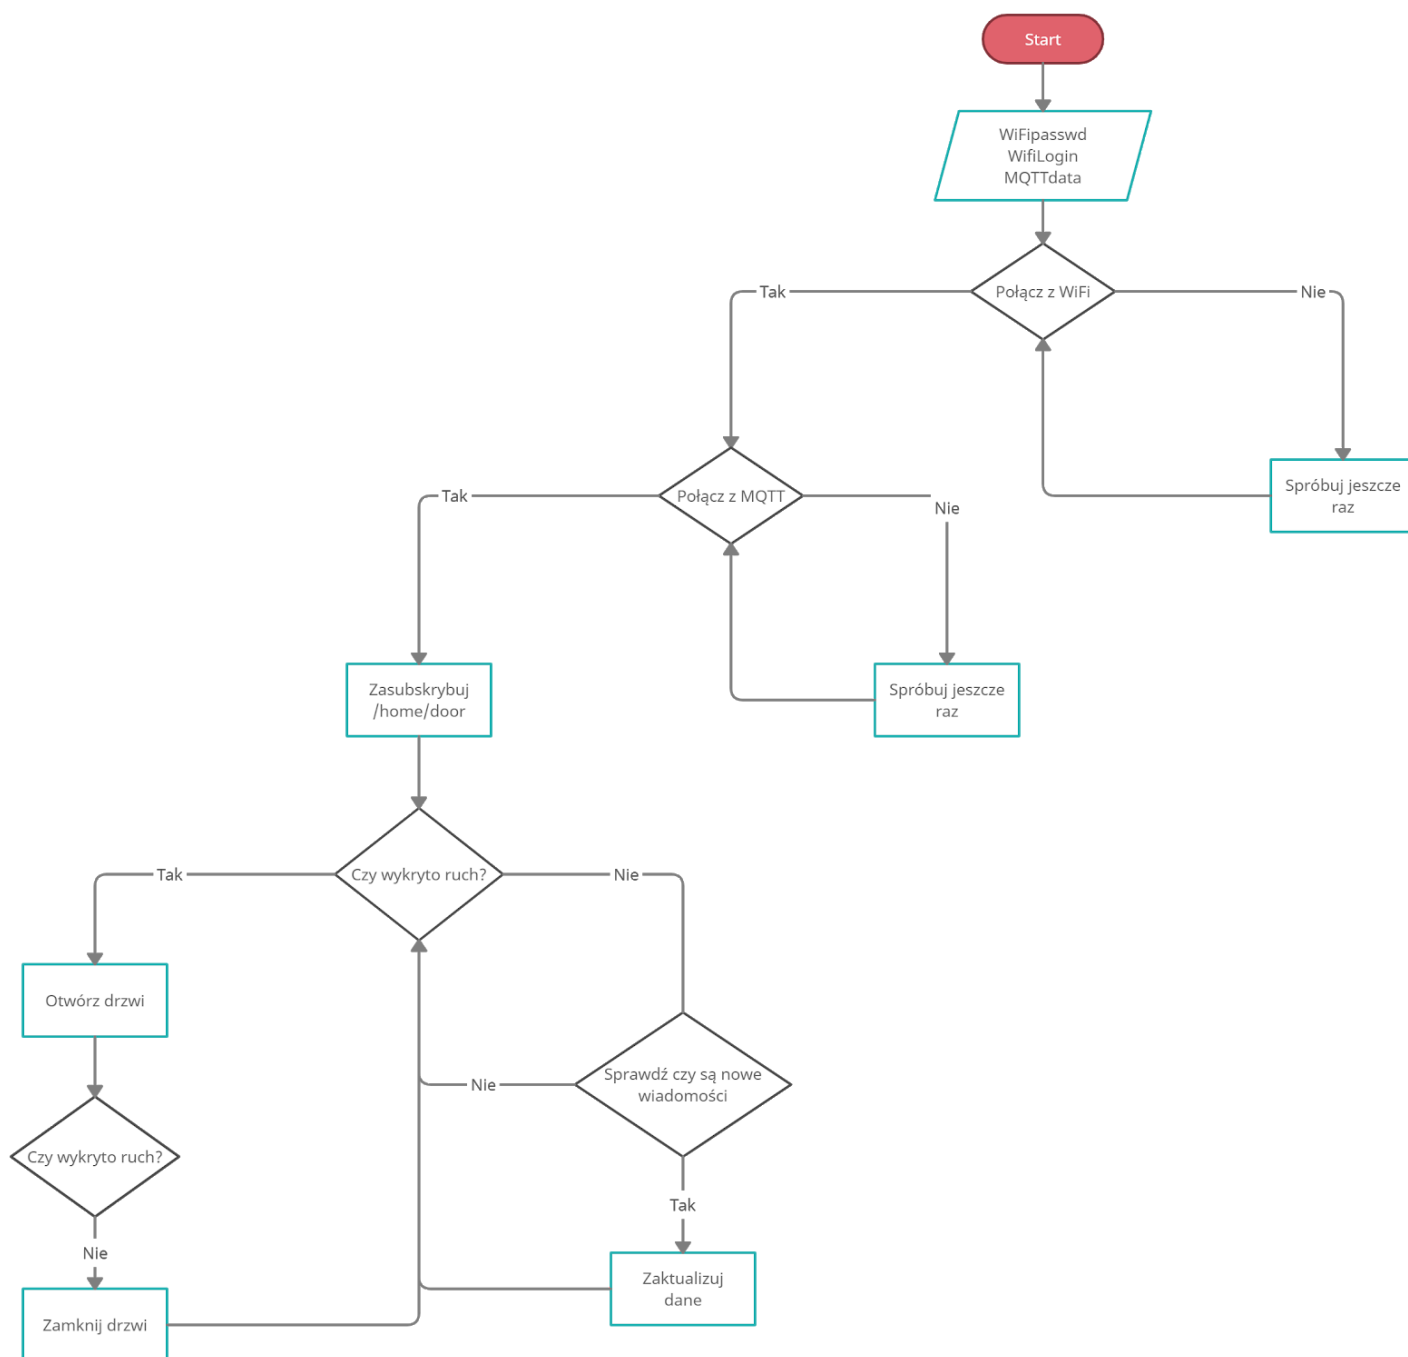 Start
WiFipasswd
WifiLogin
MQTTdata
Tak
Połącz z WiFi
Nie
Tak
Połącz z MQTT
Nie
Spróbuj jeszcze
raz
Zasubskrybuj
/home/door
Spróbuj jeszcze
raz
Tak
Czy wykryto ruch?
Nie
Otwórz drzwi
Nie
Sprawdź czy są nowe
wiadomości
Czy wykryto ruch?
Tak
Nie
Zaktualizuj
dane
Zamknij drzwi